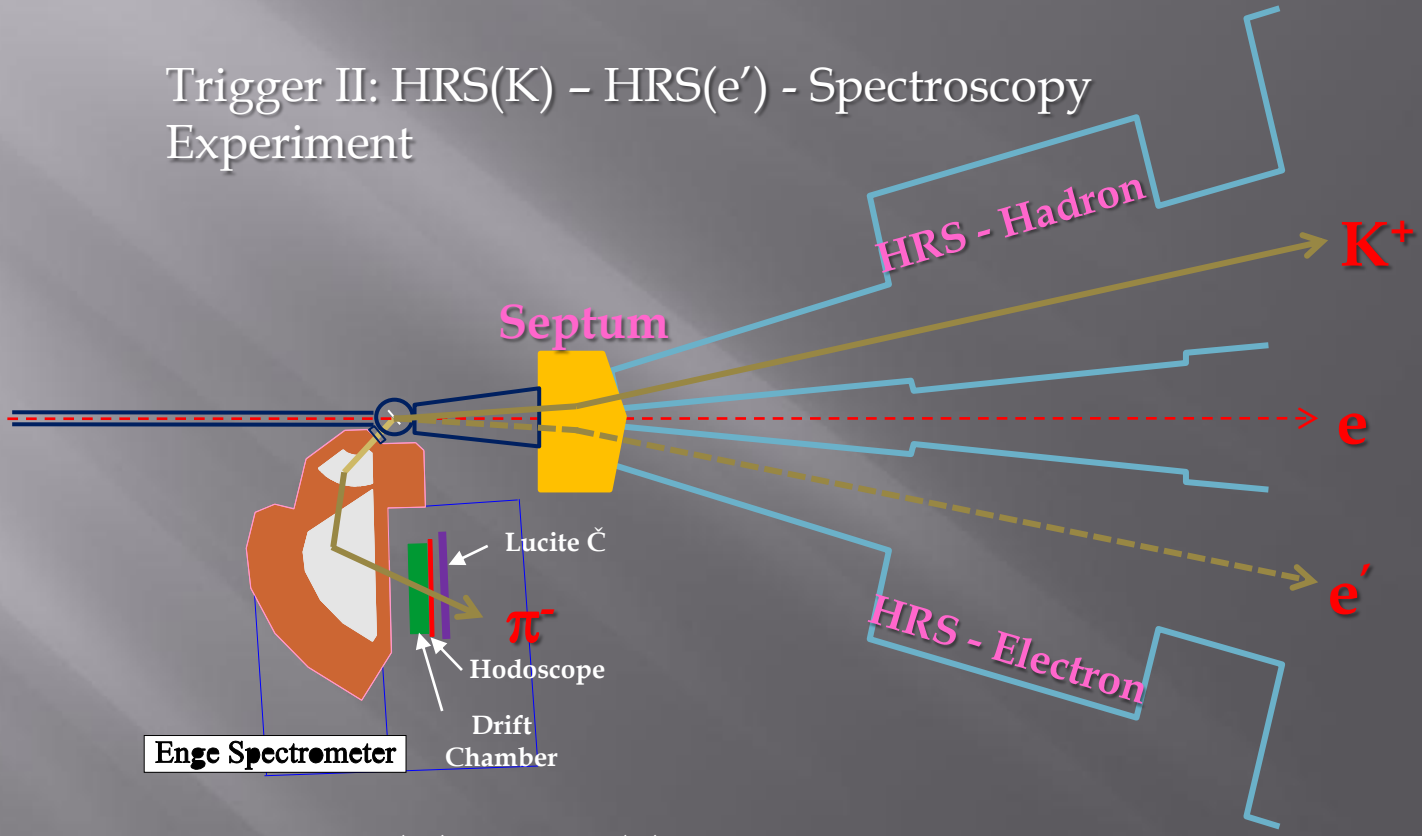 Trigger II: HRS(K) – HRS(e′) - Spectroscopy
Experiment
HRS - Hadron
K+
Septum
e
Lucite Č
e′
HRS - Electron
π-
Hodoscope
Drift
Chamber
Enge Spectrometer